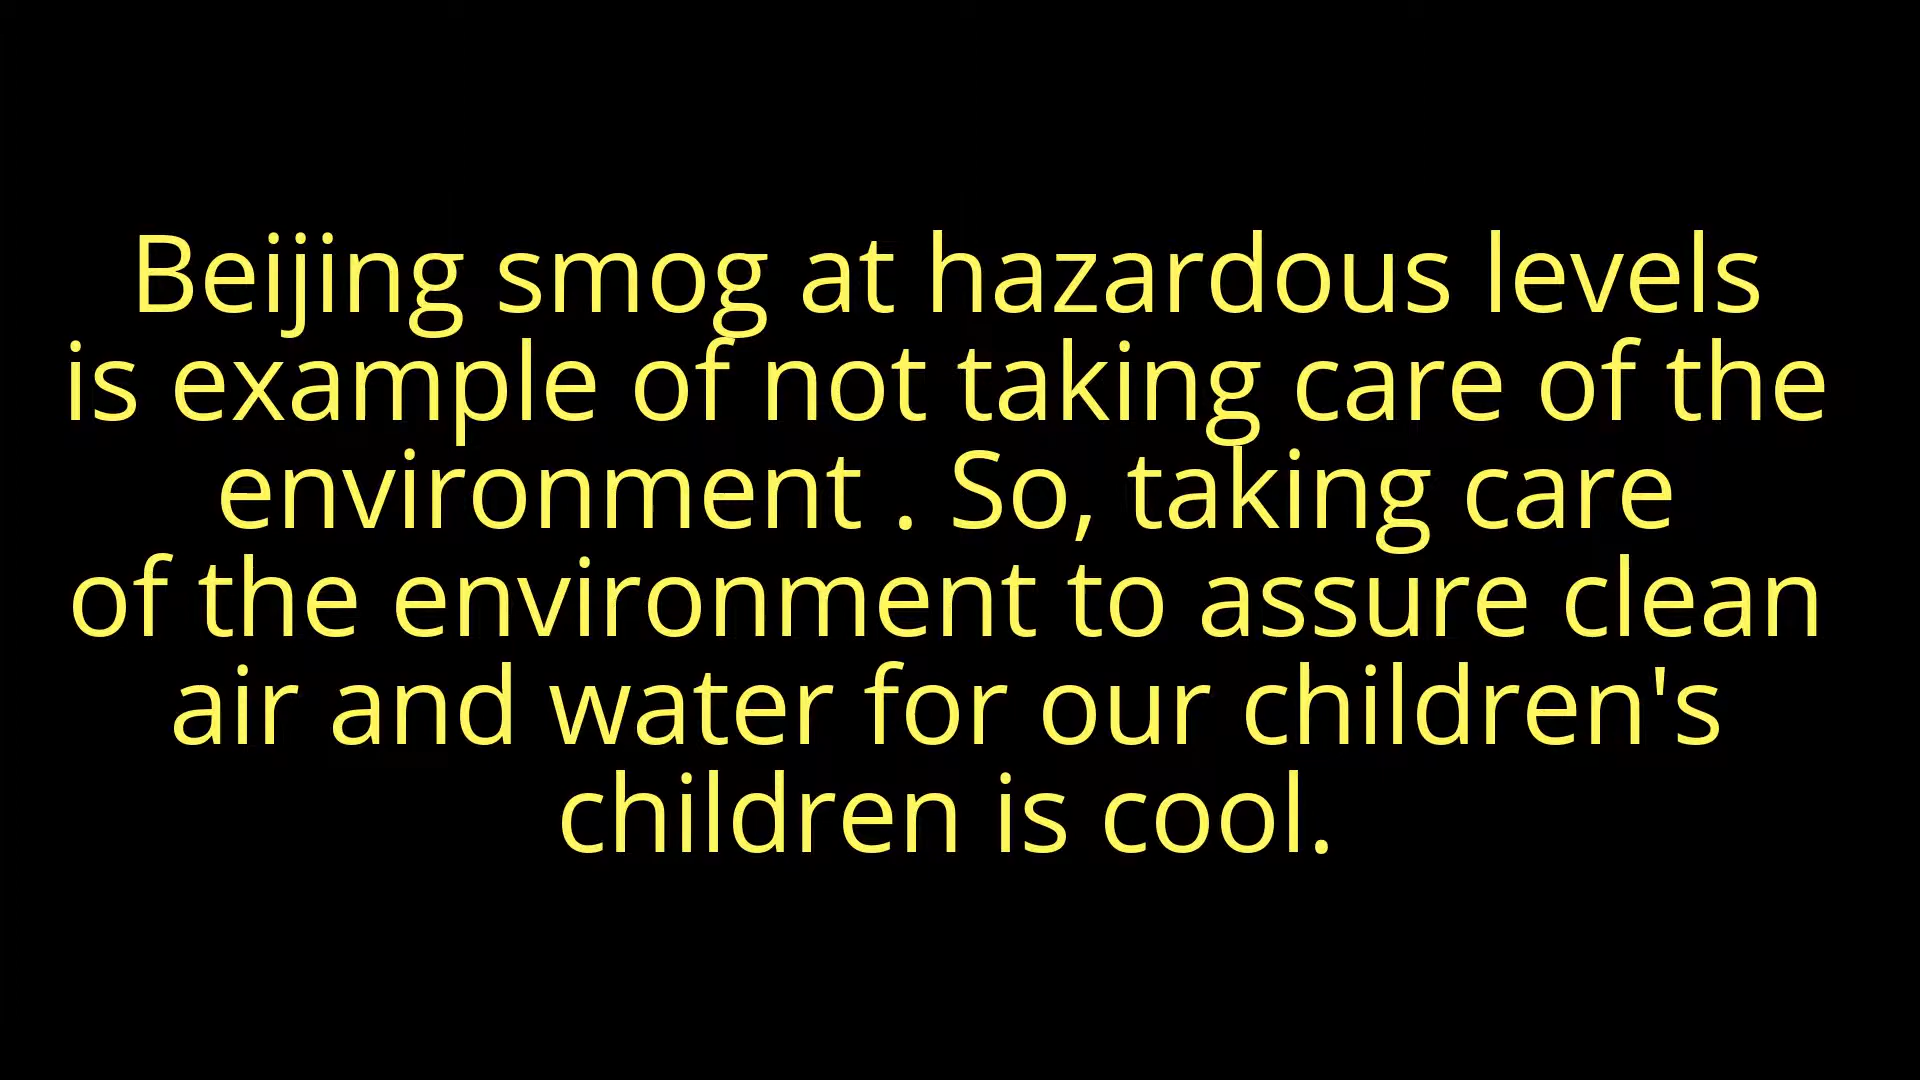 Beijing smog at hazardous levels
is example of not taking care of the
environment . So, taking care
of the environment to assure clean
air and water for our children's
children is cool.